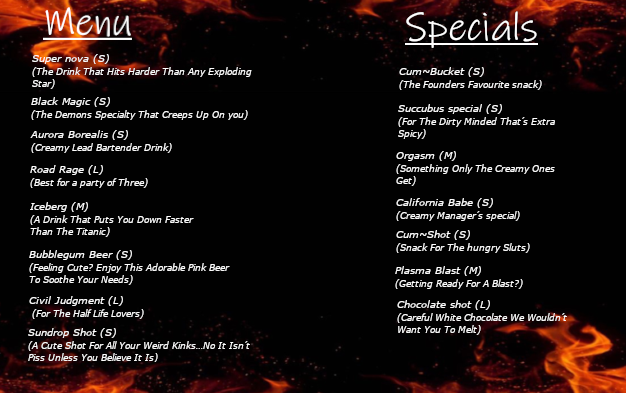 Menu
Super nova (S)
(The Drink That Hits Harder Than Any Exploding
Star)
Black Magic (S)
(The Demons Specialty That Creeps Up On you)
Aurora Borealis (S)
(Creamy Lead Bartender Drink)
Road Rage (L)
(Best for a party of Three)
Iceberg (M)
(A Drink That Puts You Down Faster
Than The Titanic)
Bubblegum Beer (S)
(Feeling Cute? Enjoy This Adorable Pink Beer
To Soothe Your Needs)
Civil Judgment (L)
(For The Half Life Lovers)
Sundrop Shot (S)
(A Cute Shot For All Your Weird Kinks...No It Isn´t
Piss Unless You Believe It Is)
Specials
Cum~Bucket (S)
(The Founders Favourite snack)
Succubus special (S)
(For The Dirty Minded That´s Extra
Spicy)
Orgasm (M)
(Something Only The Creamy Ones
Get)
California Babe (S)
(Creamy Manager´s special)
Cum~Shot (S)
(Snack For The hungry Sluts)
Plasma Blast (M)
(Getting Ready For A Blast?)
Chocolate shot (L)
(Careful White Chocolate We Wouldn´t
Want You To Melt)